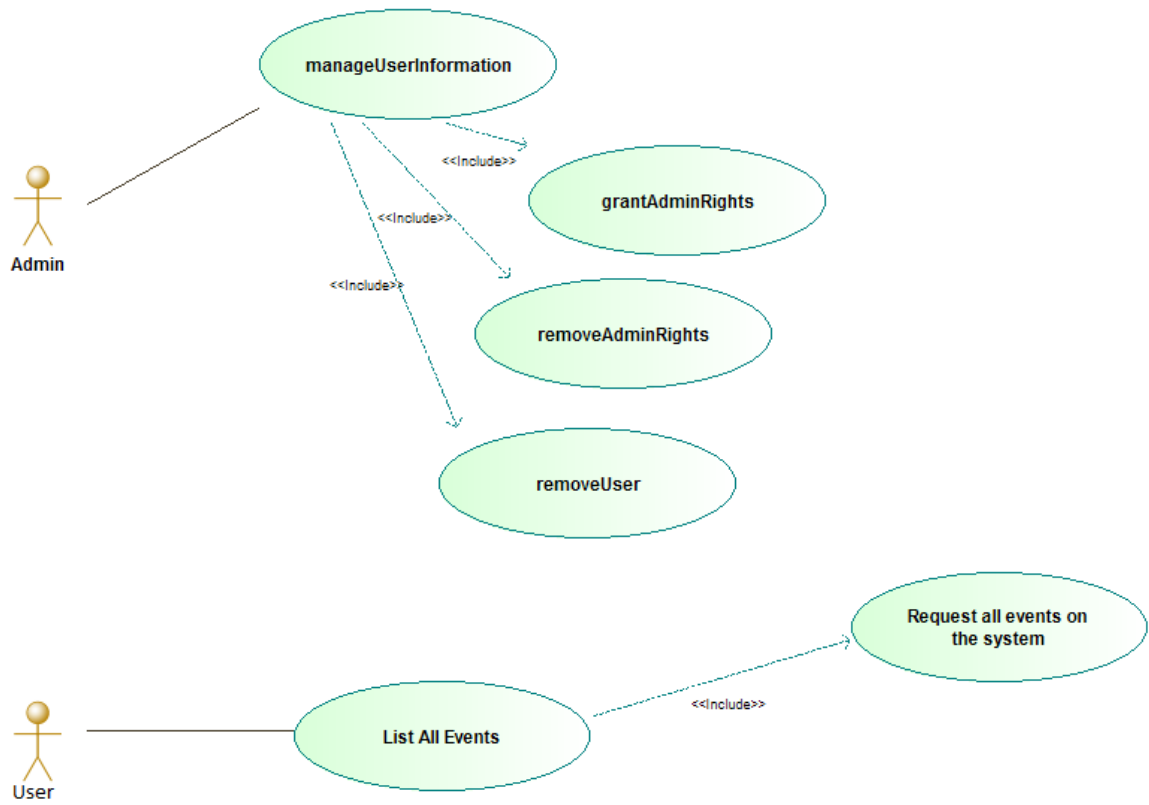 manageUserInformation
<<Include>>
grantAdminRights
<<Include>>
Admin
<<Include>>
removeAdminRights
removeUser
Request all events on
the system
<<Include>>
List All Events
User